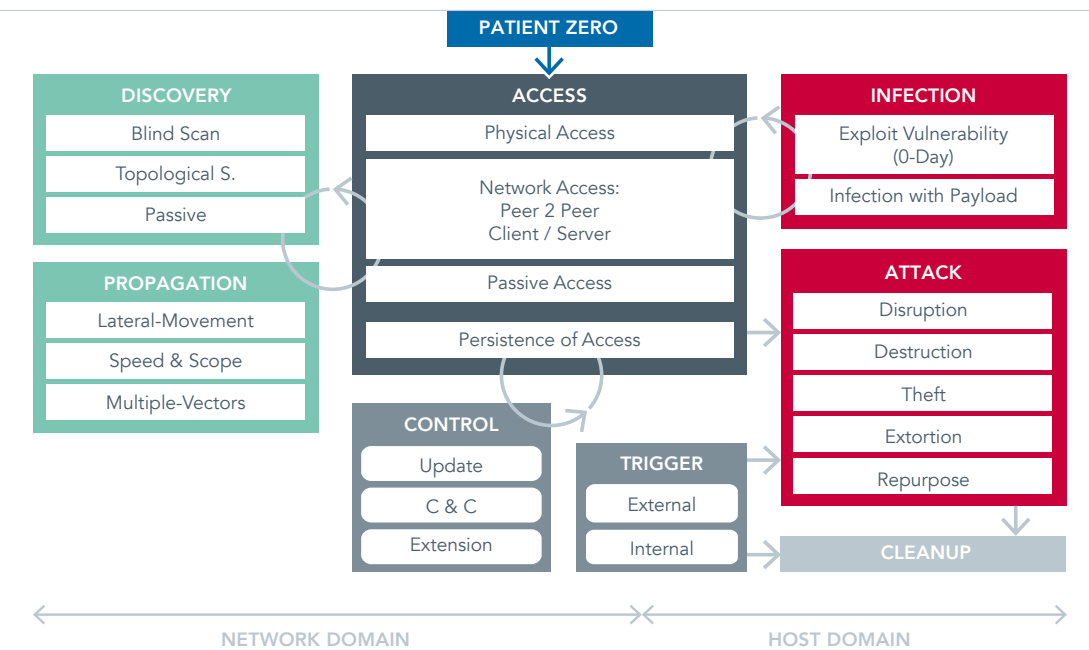 PATIENT ZERO
DISCOVERY
Blind Scan
Topological S.
Passive
PROPAGATION
Lateral-Movement
Speed & Scope
Multiple-Vectors
ACCESS
Physical Access
Network Access:
Peer 2 Peer
Client / Server
Passive Access
Persistence of Access
CONTROL
Update
C & C
Extension
TRIGGER
External
Internal
INFECTION
Exploit Vulnerability
(0-Day)
Infection with Payload
ATTACK
Disruption
Destruction
Theft
Extortion
Repurpose
CLEANUP
NETWORK DOMAIN
HOST DOMAIN